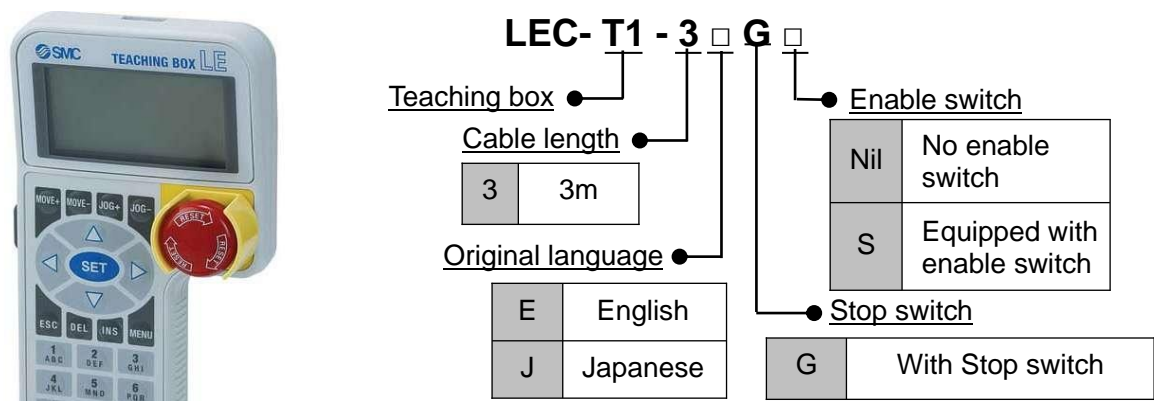 SMC TEACHING BOX LE
MOVE+ MOVE- JOG+ JOG-
RESET
RESET
RESET
SET
ESC DEL INS MENU
1 2 3
ABC DEF GHI
4 5 6
JKL MNO PQR
LEC- T1 - 3 □ G □
Teaching box
Cable length
3 3m
Original language
E English
J Japanese
Enable switch
Nil No enable
switch
S Equipped with
enable switch
Stop switch
G With Stop switch